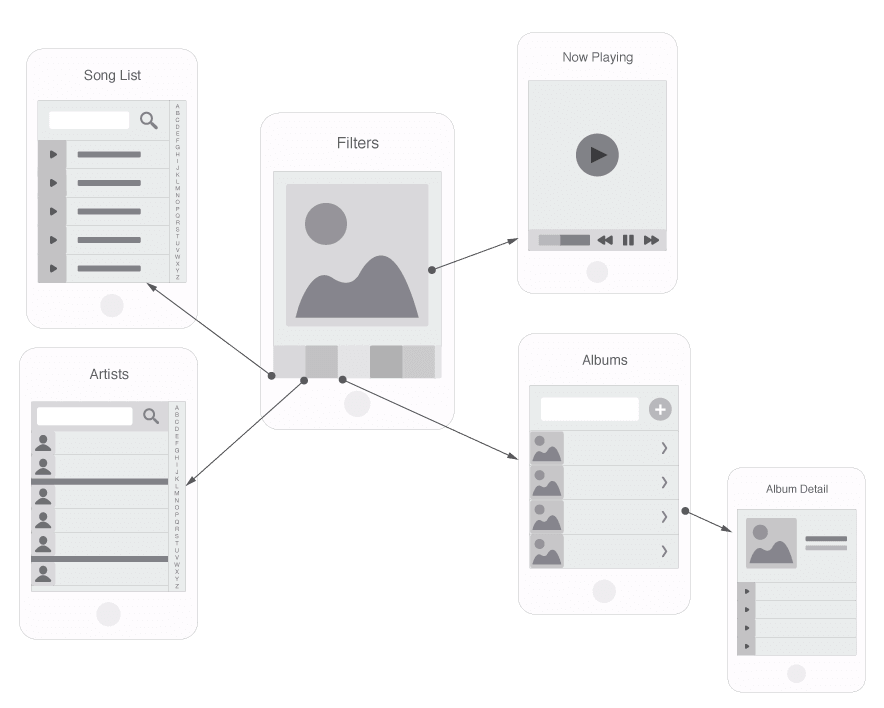 Song List
A
B
C
D
E
F
G
H
I
J
K
L
M
N
O
P
Q
R
S
T
U
V
W
X
Y
Z
Filters
Now Playing
Artists
A
B
C
D
E
F
G
H
I
J
K
L
M
N
O
P
Q
R
S
T
U
V
W
X
Y
Z
Albums
Album Detail